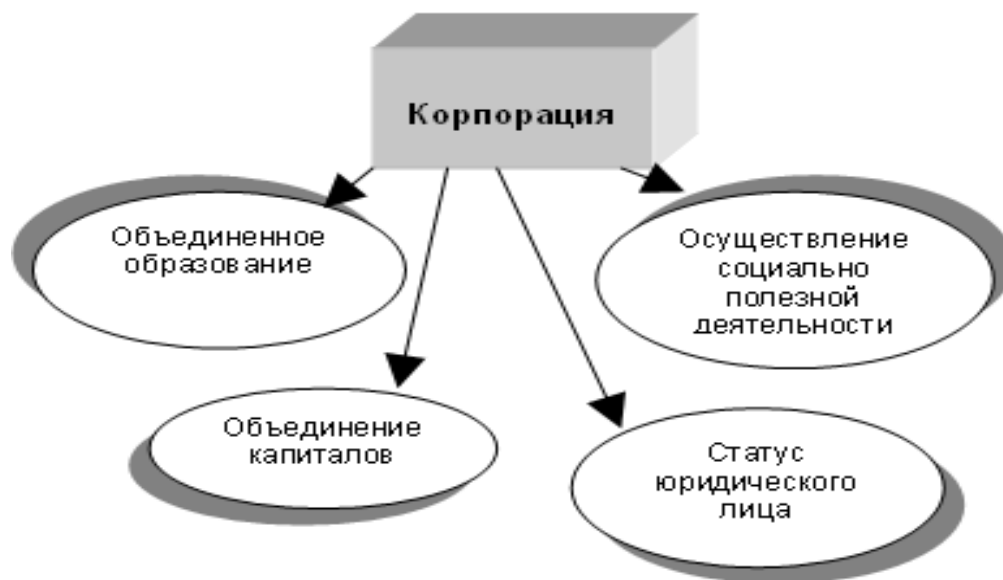 Корпорация
Объединенное
образование
Осуществление
социально
полезной
деятельности
Объединение
капиталов
Статус
юридического
лица